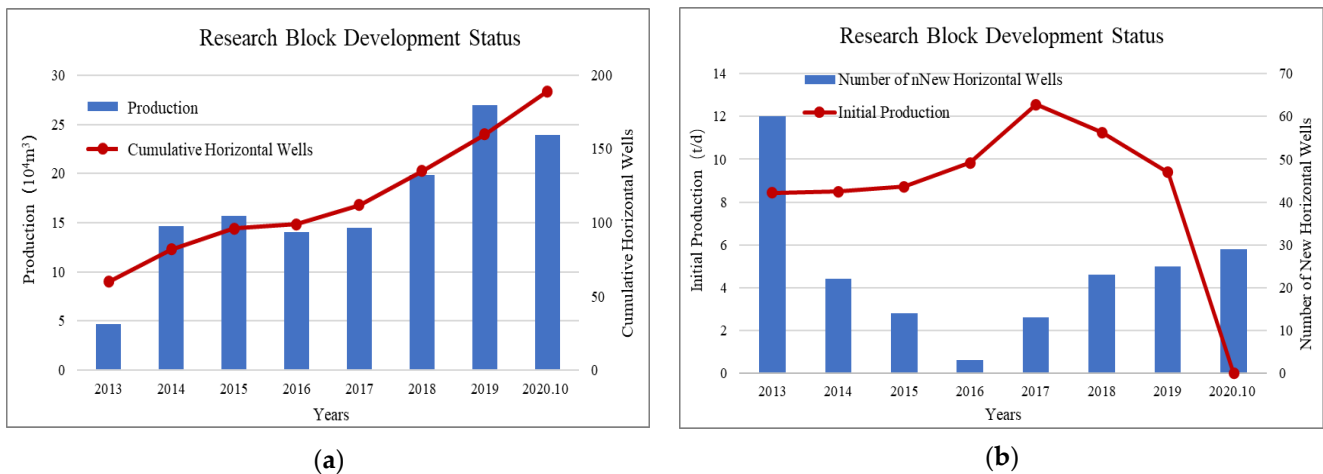 Research Block Development Status
Production
Cumulative Horizontal Wells
Production (10⁴m³)
30
25
20
15
10
5
0
200
150
100
50
0
Cumulative Horizontal Wells
2013 2014 2015 2016 2017 2018 2019 2020.10
Years
(a)
Research Block Development Status
Number of nNew Horizontal Wells
Initial Production
Initial Production (t/d)
14
12
10
8
6
4
2
0
70
60
50
40
30
20
10
0
Number of New Horizontal Wells
2013 2014 2015 2016 2017 2018 2019 2020.10
Years
(b)